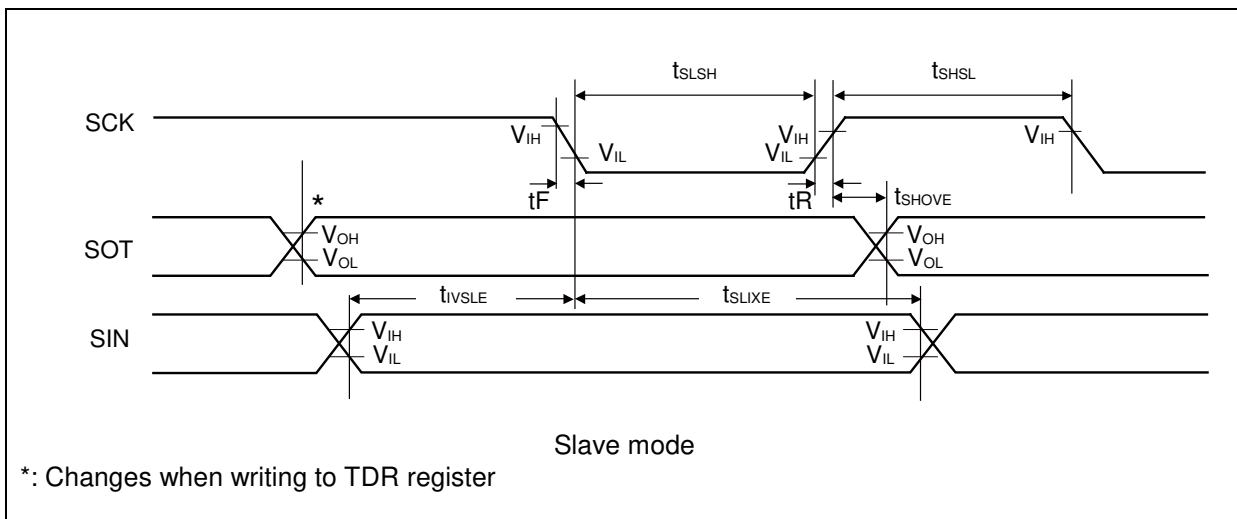 tSLSH
tSHSL
SCK
VIH
VIL
VIH
VIL
VIH
tF
tR
tSHOVE
*
SOT
VOH
VOL
VOH
VOL
tIVSLE
tSLIXE
SIN
VIH
VIL
VIH
VIL
Slave mode
*: Changes when writing to TDR register